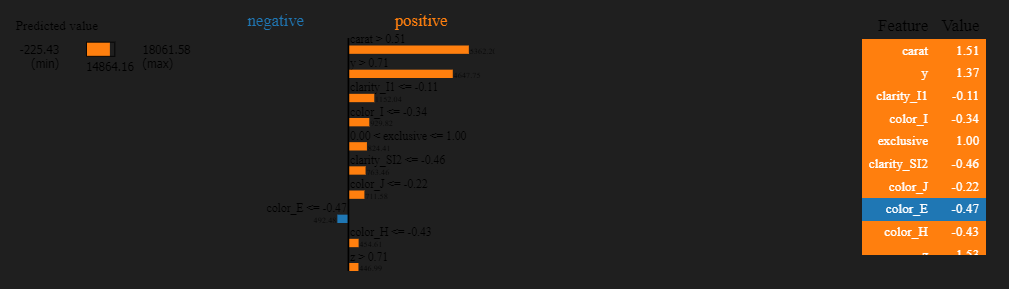 negative
positive
Predicted value
-225.43
(min)
14864.16
18061.58
(max)
carat > 0.51
y > 0.71
clarity_I1 <= -0.11
color_I <= -0.34
0.00 < exclusive <= 1.00
clarity_SI2 <= -0.46
color_J <= -0.22
color_E <= -0.47
color_H <= -0.43
z > 0.71
Feature Value
carat 1.51
y 1.37
clarity_I1 -0.11
color_I -0.34
exclusive 1.00
clarity_SI2 -0.46
color_J -0.22
color_E -0.47
color_H -0.43
z 1.53